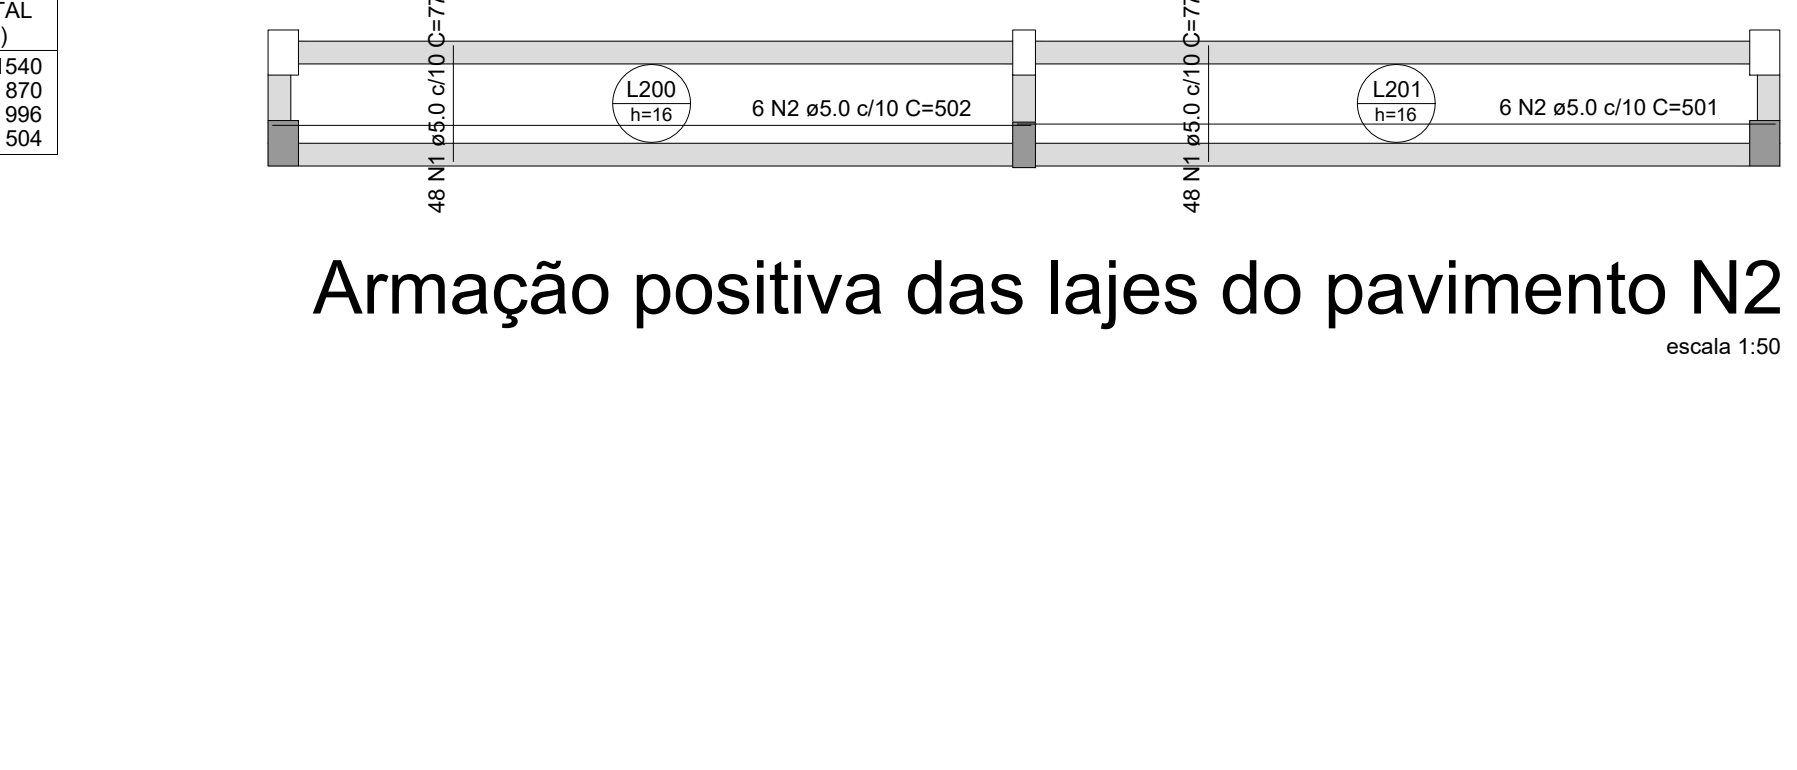 TAL
)
1540
870
996
504
48 N1 ø5.0 c/10 C=77
L200
h=16
6 N2 ø5.0 c/10 C=502
48 N1 ø5.0 c/10 C=77
L201
h=16
6 N2 ø5.0 c/10 C=501
Armação positiva das lajes do pavimento N2
escala 1:50